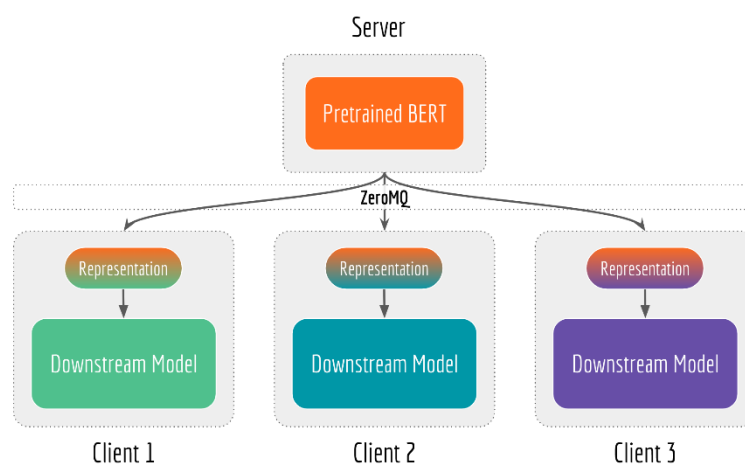 Server
Pretrained BERT
ZeroMQ
Representation
Representation
Representation
Downstream Model
Downstream Model
Downstream Model
Client 1
Client 2
Client 3